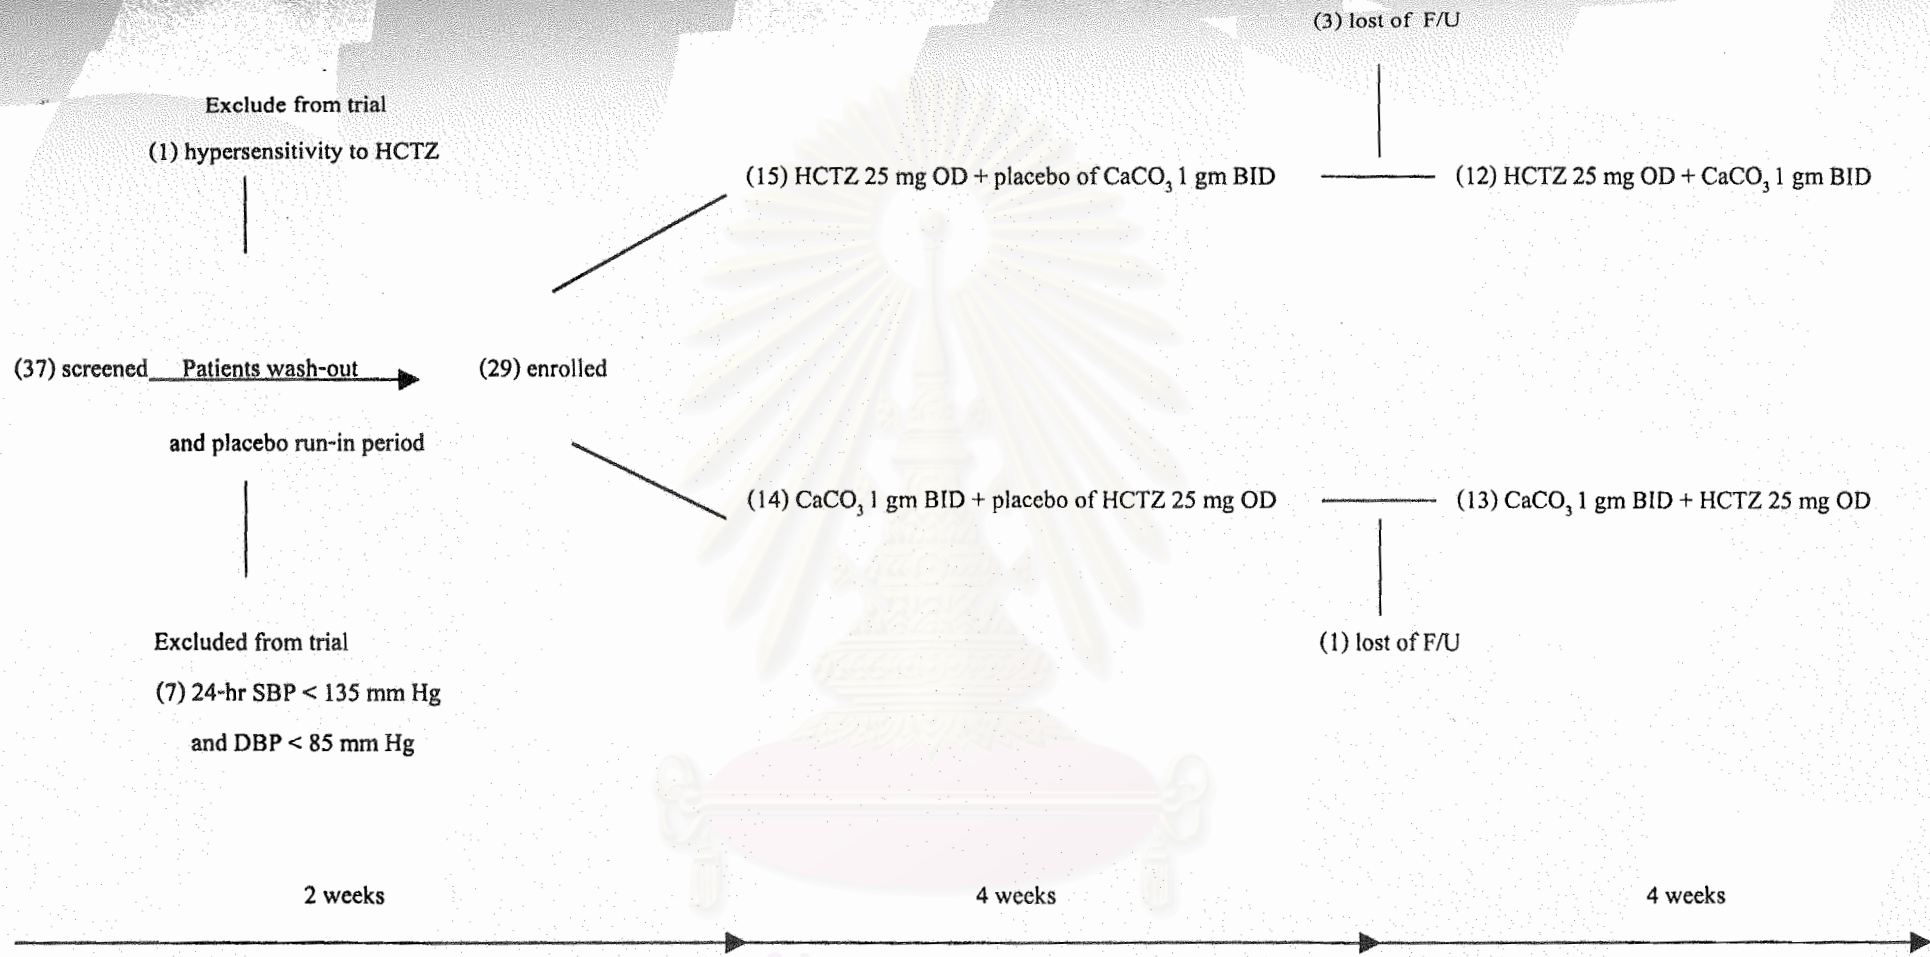 (3) lost of F/U
Exclude from trial
(1) hypersensitivity to HCTZ
(15) HCTZ 25 mg OD + placebo of CaCO₃ 1 gm BID
(12) HCTZ 25 mg OD + CaCO₃ 1 gm BID
(37) screened
Patients wash-out
(29) enrolled
and placebo run-in period
(14) CaCO₃ 1 gm BID + placebo of HCTZ 25 mg OD
(13) CaCO₃ 1 gm BID + HCTZ 25 mg OD
Excluded from trial
(1) lost of F/U
(7) 24-hr SBP < 135 mm Hg
and DBP < 85 mm Hg
2 weeks
4 weeks
4 weeks